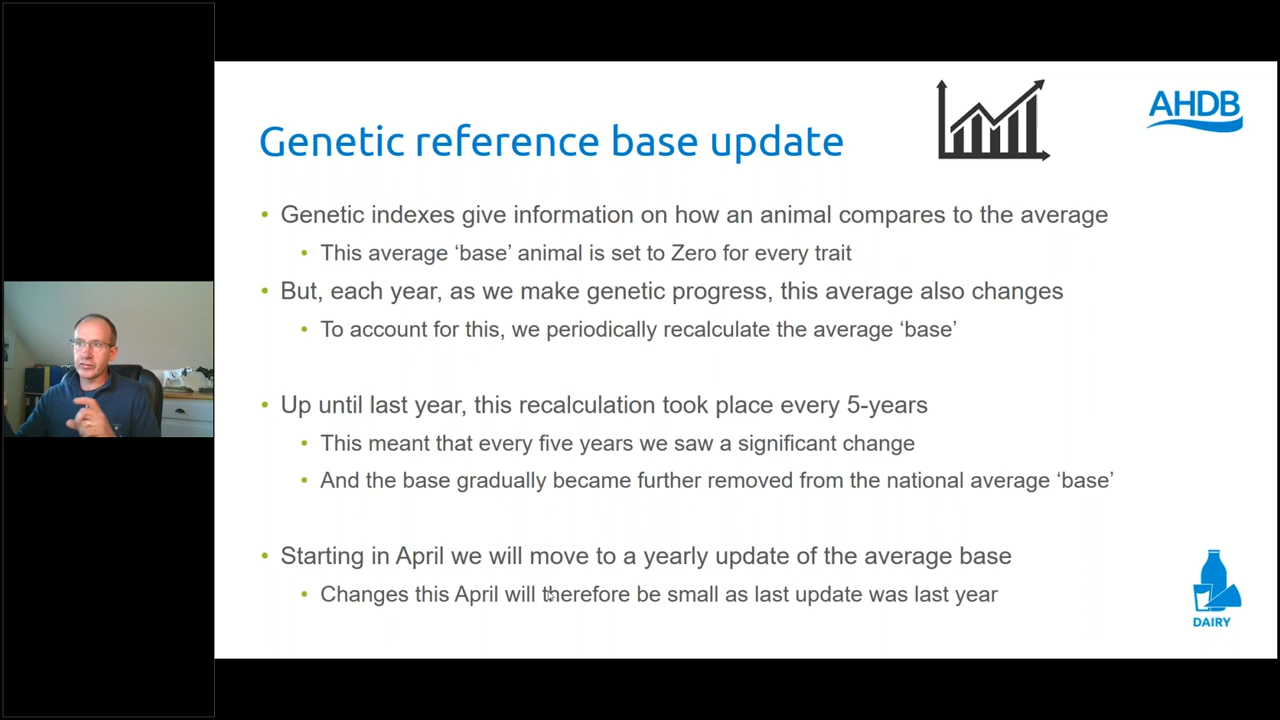 Genetic reference base update
AHDB
• Genetic indexes give information on how an animal compares to the average
• This average ‘base’ animal is set to Zero for every trait
• But, each year, as we make genetic progress, this average also changes
• To account for this, we periodically recalculate the average ‘base’
• Up until last year, this recalculation took place every 5-years
• This meant that every five years we saw a significant change
• And the base gradually became further removed from the national average ‘base’
• Starting in April we will move to a yearly update of the average base
• Changes this April will therefore be small as last update was last year
DAIRY